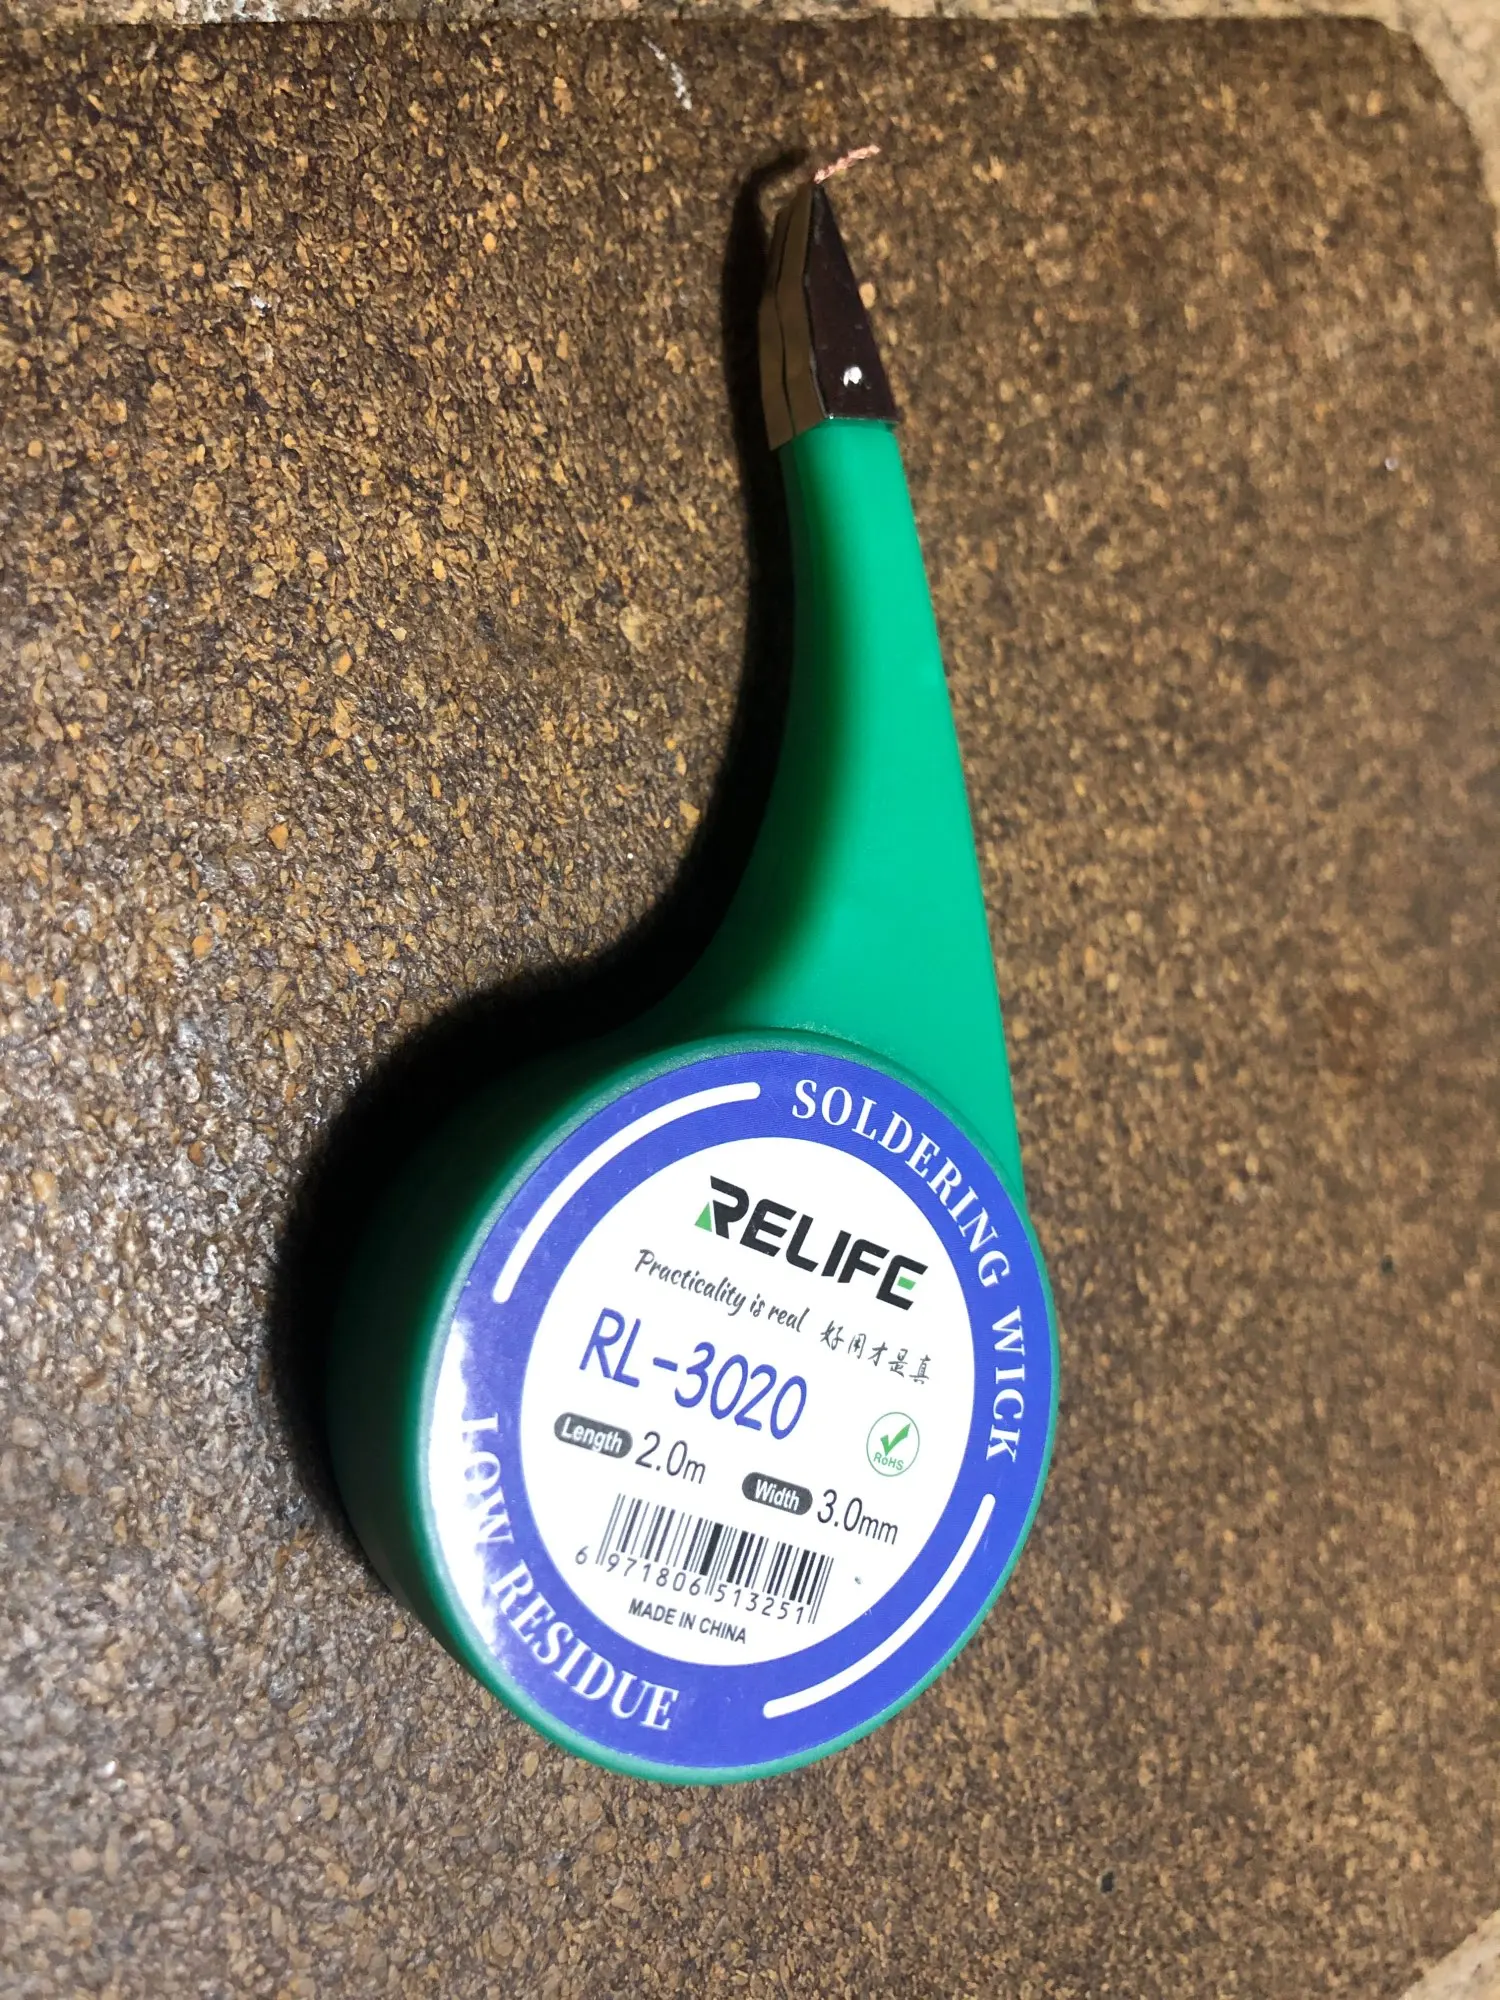 SOLDERING WICK
RELIFE
Practicality is real 好用才是真
RL-3020
Length 2.0m
Width 3.0mm
RoHS
6 971806 513251
MADE IN CHINA
LOW RESIDUE